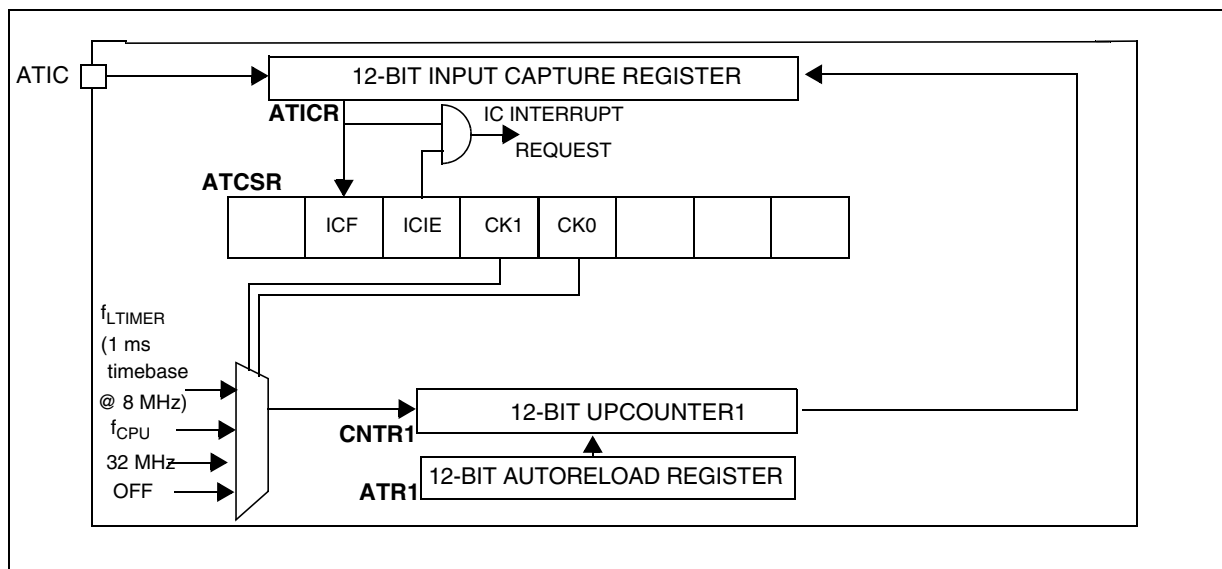 ATIC
12-BIT INPUT CAPTURE REGISTER
ATICR
IC INTERRUPT
REQUEST
ATCSR
ICF
ICIE
CK1
CK0
fLTIMER
(1 ms
timebase
@ 8 MHz)
fCPU
32 MHz
OFF
12-BIT UPCOUNTER1
CNTR1
12-BIT AUTORELOAD REGISTER
ATR1